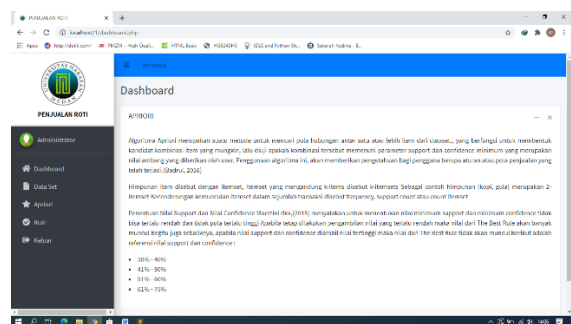 PENJUALAN ROTI
localhost/1/dashboard.php
Apps
HTML Basic
Sekolah Koding - B...
Beranda
PENJUALAN ROTI
Administrator
Dashboard
Data Set
Apriori
Rule
Keluar
Dashboard
APRIORI
Algoritma Apriori merupakan suatu metode untuk mencari pola hubungan antar satu atau lebih item dari dataset., yang berfungsi untuk membentuk
kandidat kombinasi item yang mungkin, lalu diuji apakah kombinasi tersebut memenuhi parameter support dan confidence minimum yang merupakan
nilai ambang yang diberikan oleh user. Penggunaan algoritma ini, akan memberikan pengetahuan bagi pengguna berupa aturan atau pola penjualan yang
telah terjadi.(Badrul, 2016)
Himpunan item disebut dengan itemset, itemset yang mengandung k-items disebut k-itemsets Sebagai contoh himpunan (kopi, gula) merupakan 2-
itemset Kecenderungan kemunculan itemset dalam sejumlah transaksi disebut frequency, support count atau count itemset
Penentuan Nilai Support dan Nilai Confidence Mantini dkk,(2015) menyatakan untuk menentukan nilai minimum support dan minimum confidence tidak
bisa terlalu rendah dan tidak pula terlalu tinggi Apabila tetap dilakukan pengambilan nilai yang terlalu rendah maka nilai dari The Best Rule akan banyak
muncul Begitu juga sebaliknya, apabila nilai support dan confidence diambil nilai tertinggi maka nilai dari The Best Rule tidak akan muncul Berikut adalah
referensi nilai support dan confidence :
30% - 40%
41% - 50%
51% - 60%
61% - 75%